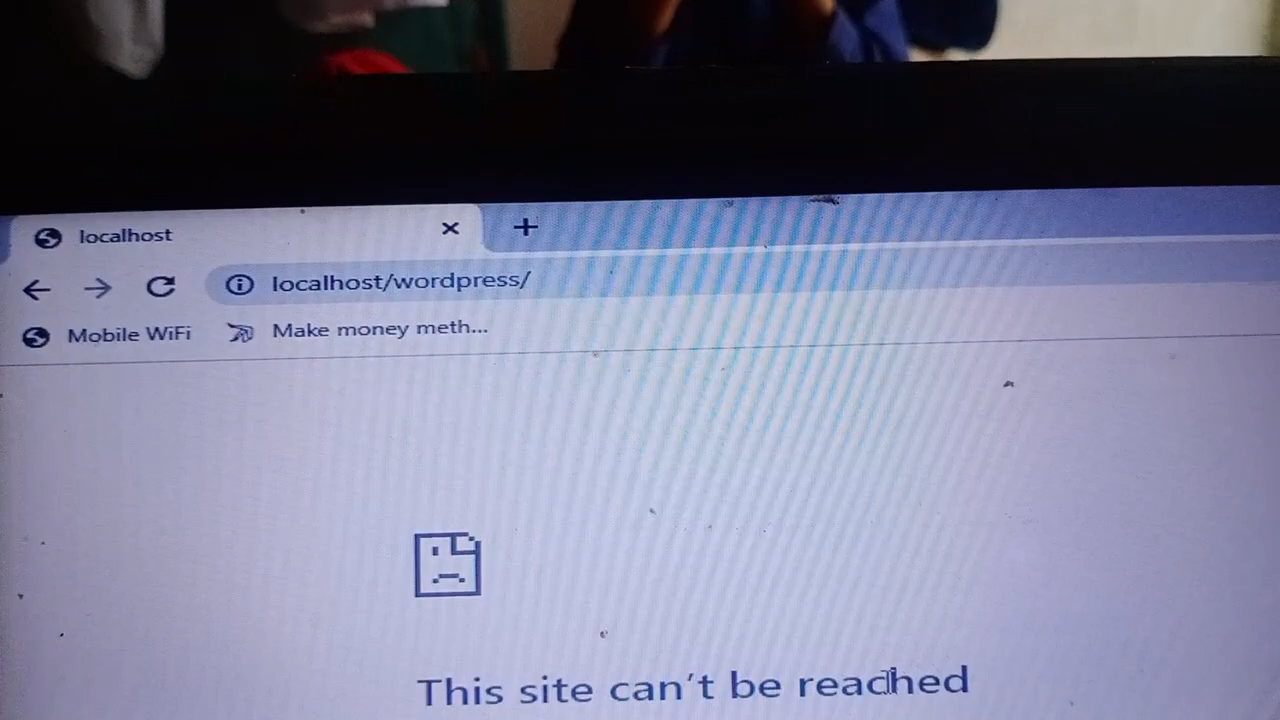 localhost
localhost/wordpress/
Mobile WiFi
Make money meth...
This site can't be reached